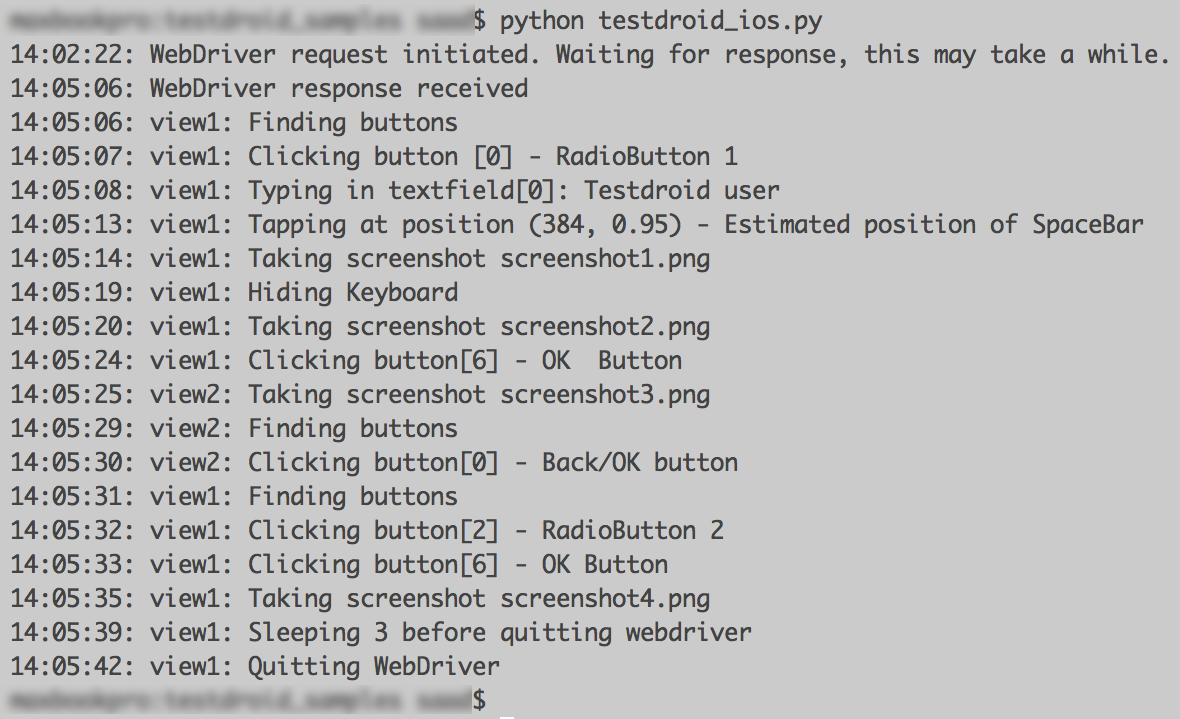 $ python testdroid_ios.py
14:02:22: WebDriver request initiated. Waiting for response, this may take a while.
14:05:06: WebDriver response received
14:05:06: view1: Finding buttons
14:05:07: view1: Clicking button [0] - RadioButton 1
14:05:08: view1: Typing in textfield[0]: Testdroid user
14:05:13: view1: Tapping at position (384, 0.95) - Estimated position of SpaceBar
14:05:14: view1: Taking screenshot screenshot1.png
14:05:19: view1: Hiding Keyboard
14:05:20: view1: Taking screenshot screenshot2.png
14:05:24: view1: Clicking button[6] - OK  Button
14:05:25: view2: Taking screenshot screenshot3.png
14:05:29: view2: Finding buttons
14:05:30: view2: Clicking button[0] - Back/OK button
14:05:31: view1: Finding buttons
14:05:32: view1: Clicking button[2] - RadioButton 2
14:05:33: view1: Clicking button[6] - OK Button
14:05:35: view1: Taking screenshot screenshot4.png
14:05:39: view1: Sleeping 3 before quitting webdriver
14:05:42: view1: Quitting WebDriver
$